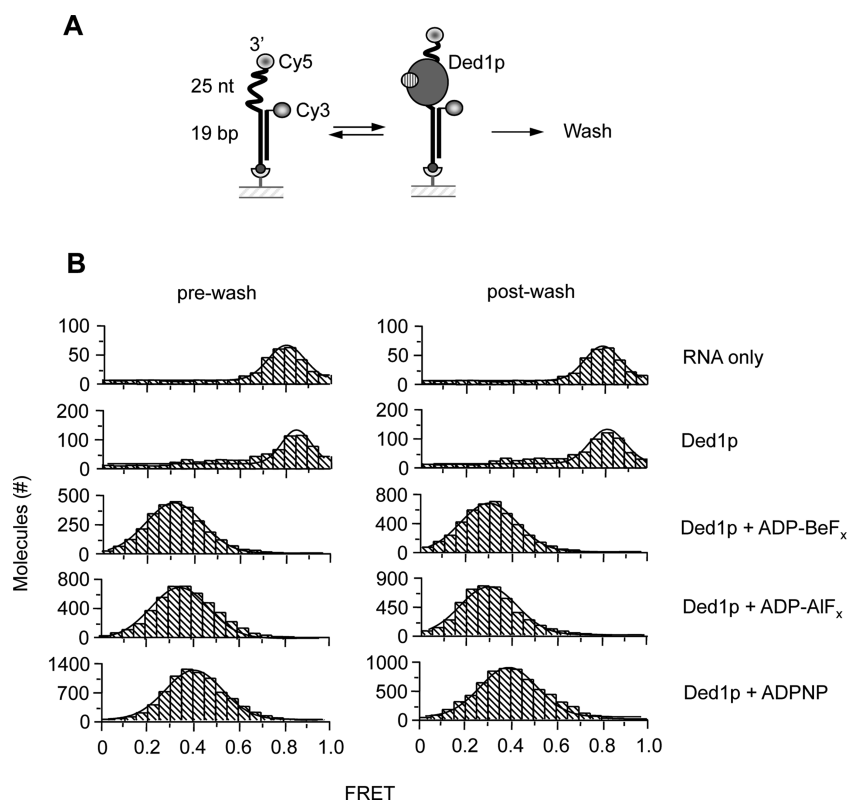 A
3'
Cy5
25 nt
Cy3
19 bp
Ded1p
Wash
B
pre-wash
post-wash
Molecules (#)
100
50
0
100
50
0
RNA only
200
100
0
200
100
0
Ded1p
500
250
0
800
400
0
Ded1p + ADP-BeFx
800
400
0
900
450
0
Ded1p + ADP-AlFx
1400
700
0
1000
500
0
Ded1p + ADPNP
0 0.2 0.4 0.6 0.8 1.0
0 0.2 0.4 0.6 0.8 1.0
FRET